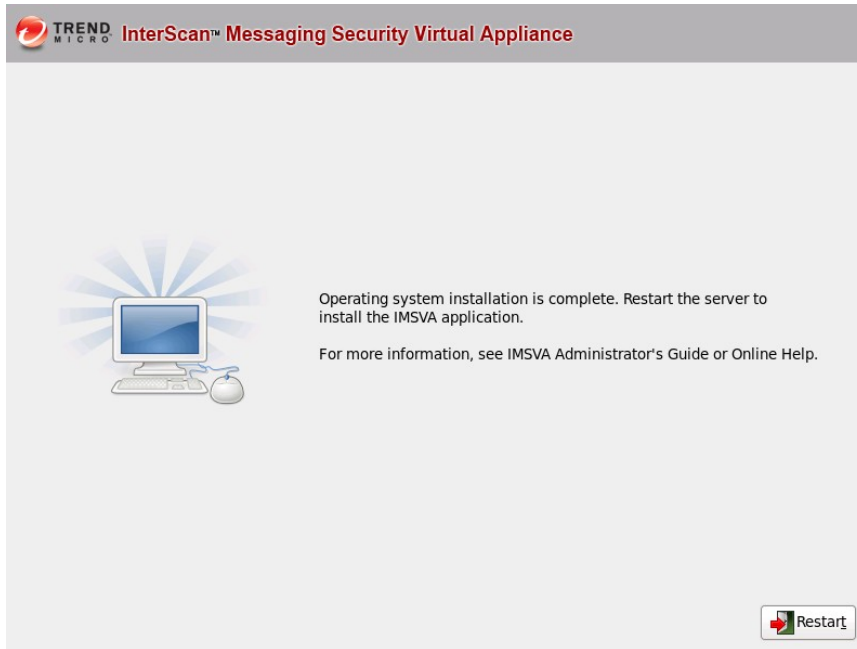 TREND MICRO InterScan™ Messaging Security Virtual Appliance
Operating system installation is complete. Restart the server to
install the IMSVA application.
For more information, see IMSVA Administrator's Guide or Online Help.
Restart